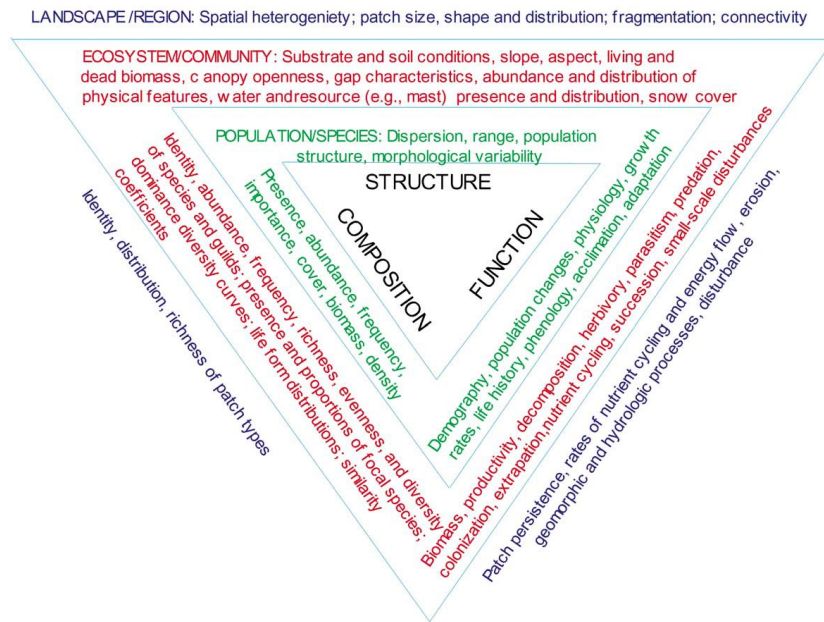 LANDSCAPE/REGION: Spatial heterogeniety; patch size, shape and distribution; fragmentation; connectivity
ECOSYSTEM/COMMUNITY: Substrate and soil conditions, slope, aspect, living and
dead biomass, c anopy openness, gap characteristics, abundance and distribution of
physical features, w ater andresource (e.g., mast) presence and distribution, snow cover
POPULATION/SPECIES: Dispersion, range, population
structure, morphological variability
STRUCTURE
COMPOSITION
FUNCTION
Presence, abundance, frequency,
importance, cover, biomass, density
Identity, abundance, frequency, richness, evenness, and diversity
of species and guilds; presence and proportions of focal species;
dominance diversity curves; life form distributions; similarity
coefficients
Identity, distribution, richness of patch types
Demography, population changes, physiology, growth
rates, life history, phenology, acclimation, adaptation
Biomass, productivity, decomposition, herbivory, parasitism, predation,
colonization, extrapation,nutrient cycling, succession, small-scale disturbances
Patch persistence, rates of nutrient cycling and energy flow, erosion,
geomorphic and hydrologic processes, disturbance